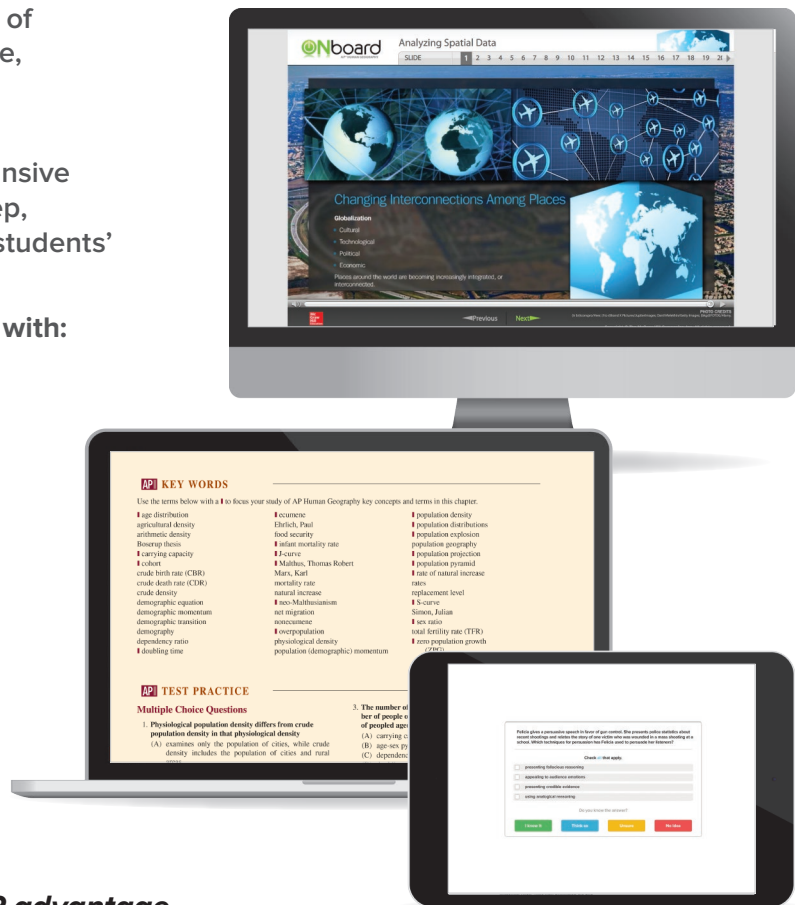 of
e,
nsive
ep,
students’
with:
ONboard
Analyzing Spatial Data
SLIDE 1 2 3 4 5 6 7 8 9 10 11 12 13 14 15 16 17 18 19 20
Changing Interconnections Among Places
Globalization
• Cultural
• Technological
• Political
• Economic
Places around the world are becoming increasingly integrated, or
interconnected.
Previous Next
PHOTO CREDITS
AP KEY WORDS
Use the terms below with a to focus your study of AP Human Geography key concepts and terms in this chapter.
age distribution
agricultural density
arithmetic density
Boserup thesis
carrying capacity
cohort
crude birth rate (CBR)
crude death rate (CDR)
crude density
demographic equation
demographic momentum
demographic transition
demography
dependency ratio
doubling time
ecumene
Ehrlich, Paul
food security
infant mortality rate
J-curve
Malthus, Thomas Robert
Marx, Karl
mortality rate
natural increase
neo-Malthusianism
net migration
nonecumene
overpopulation
physiological density
population (demographic) momentum
population density
population distributions
population explosion
population geography
population projection
population pyramid
rate of natural increase
rates
replacement level
S-curve
Simon, Julian
sex ratio
total fertility rate (TFR)
zero population growth
(ZPG)
AP TEST PRACTICE
Multiple Choice Questions
1. Physiological population density differs from crude
population density in that physiological density
(A) examines only the population of cities, while crude
density includes the population of cities and rural
areas
3. The number of
ber of people o
of peopled age
(A) carrying c
(B) age-sex py
(C) dependenc
Felicia gives a persuasive speech in favor of gun control. She presents police statistics about
recent shootings and relates the story of one victim who was wounded in a mass shooting at a
school. Which techniques for persuasion has Felicia used to persuade her listeners?
Check all that apply.
presenting fallacious reasoning
appealing to audience emotions
presenting credible evidence
using analogical reasoning
Do you know the answer?
I know it Think so Unsure No idea
P advantage